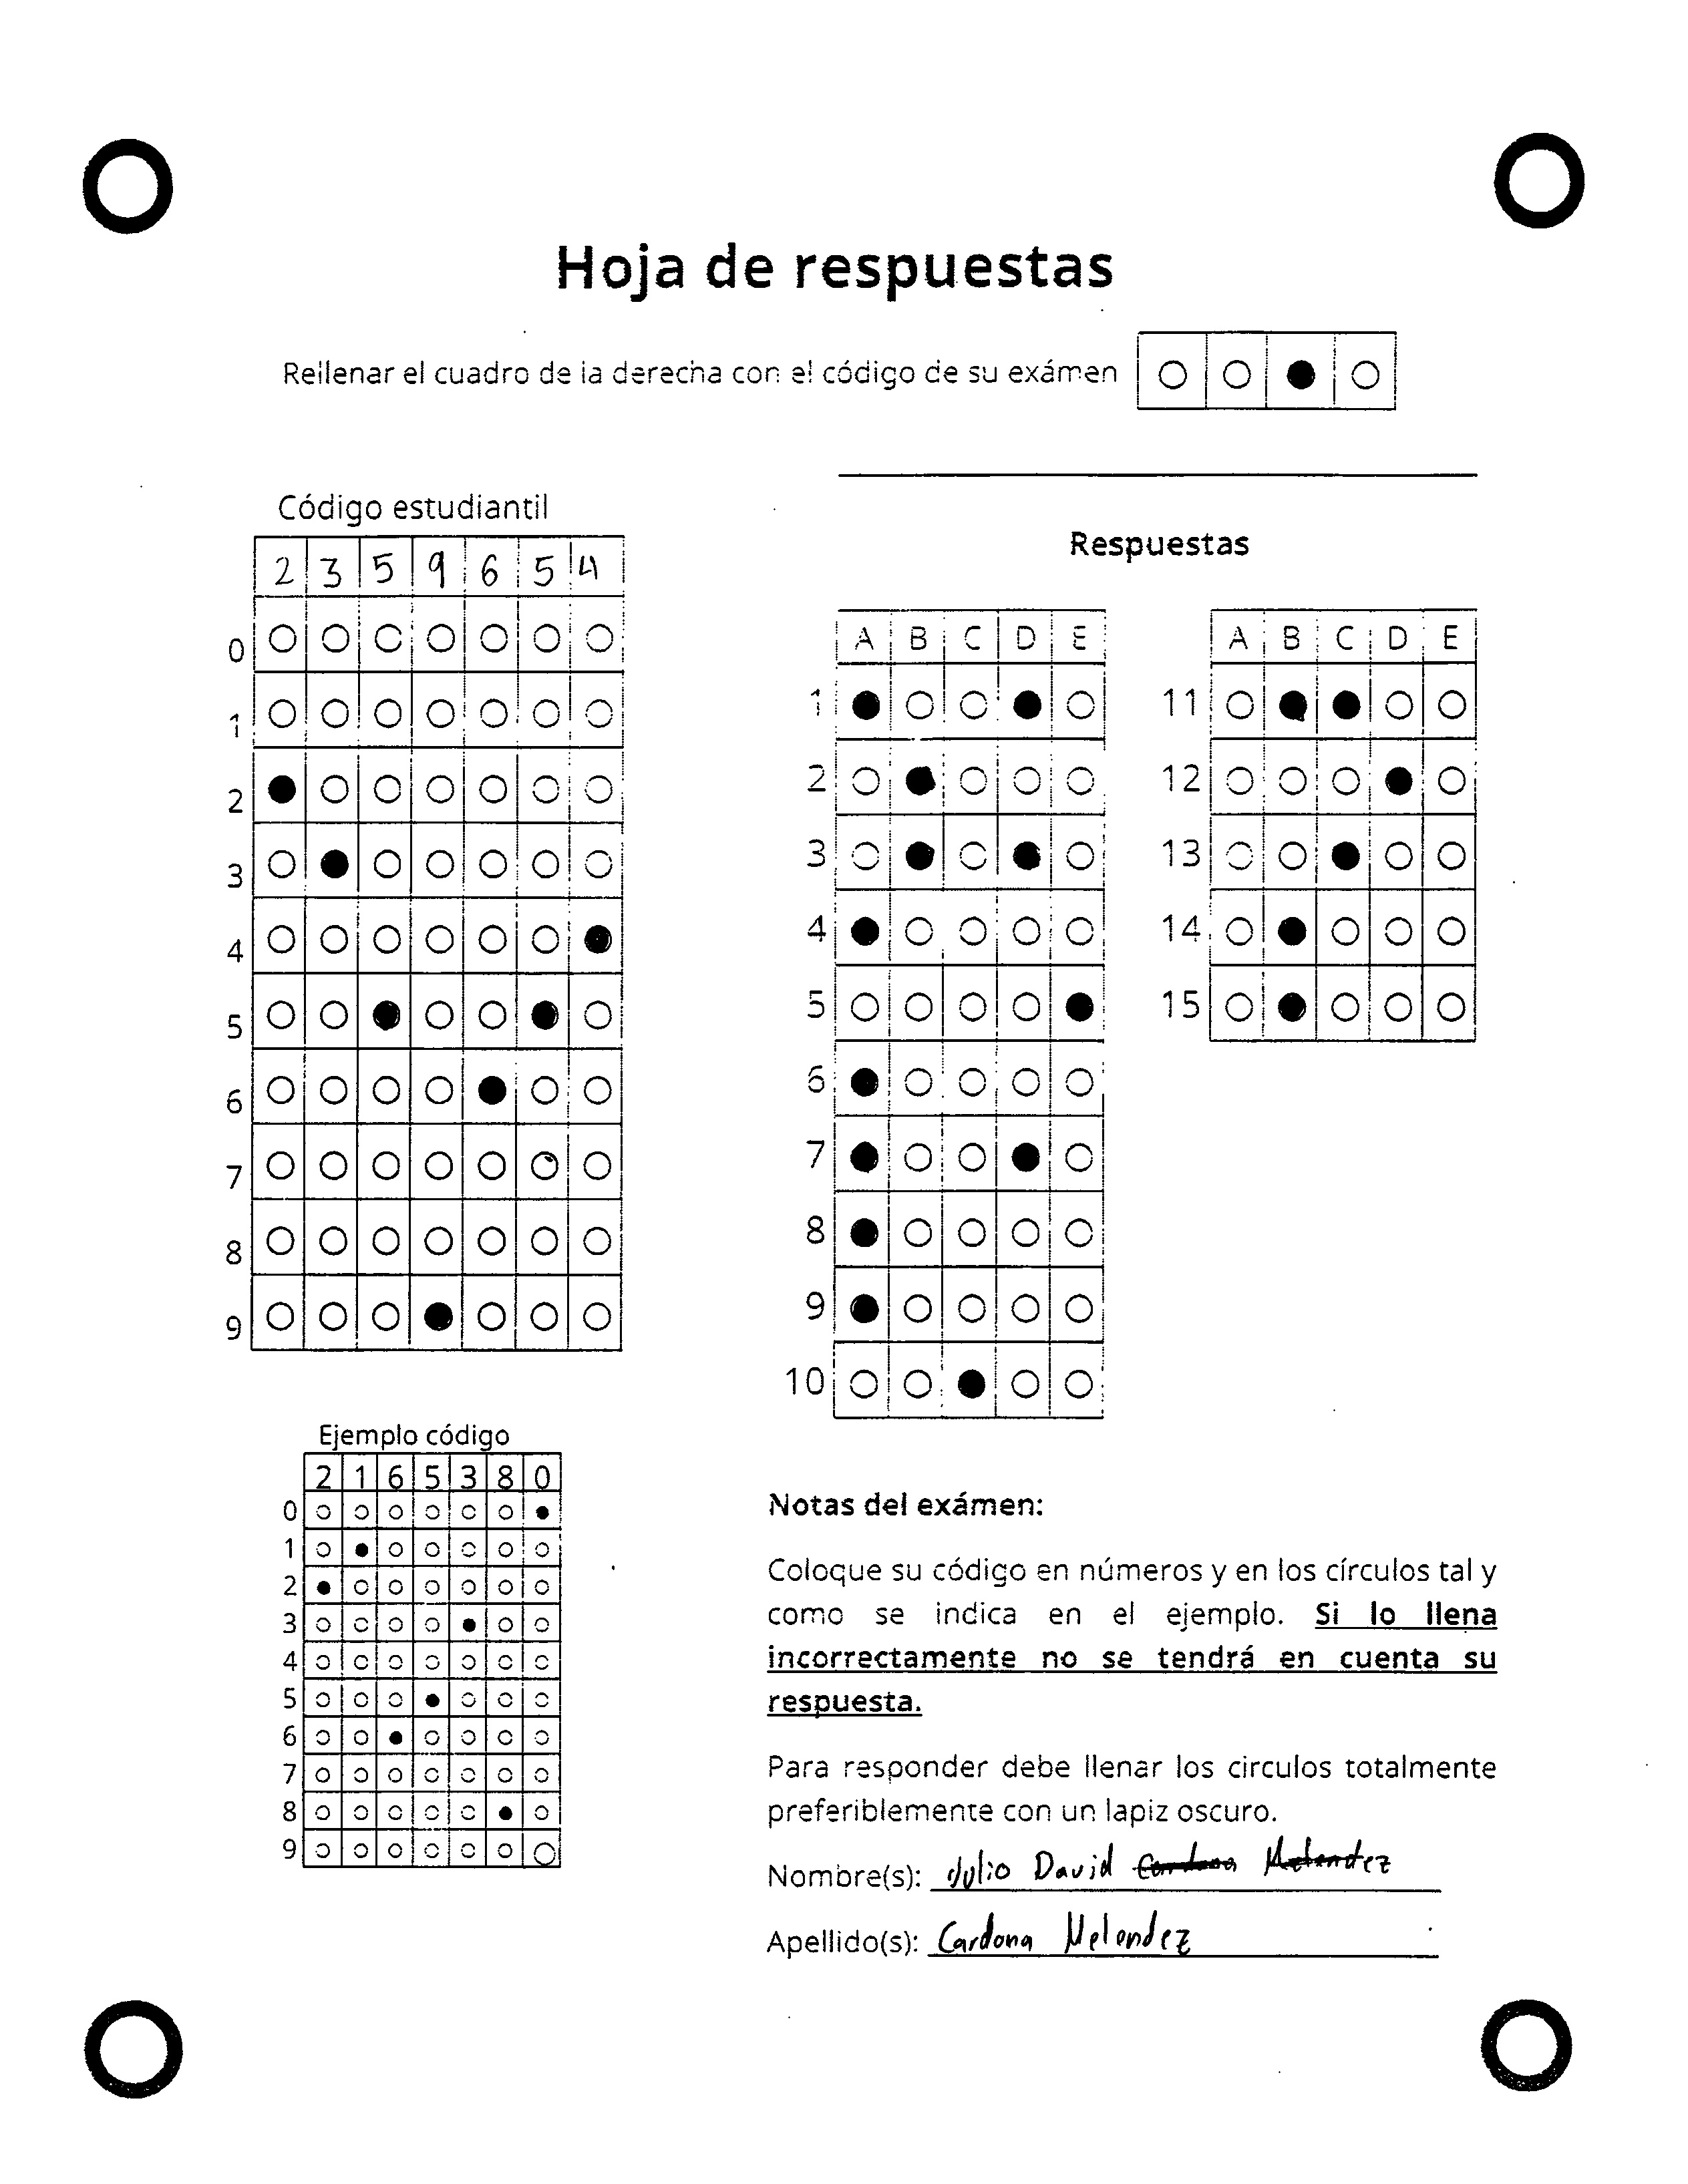 Hoja de respuestas
Rellenar el cuadro de la derecha con el código de su exámen
Código estudiantil
2 3 5 9 6 5 4
0
1
2
3
4
5
6
7
8
9
Respuestas
A B C D E
1
2
3
4
5
6
7
8
9
10
A B C D E
11
12
13
14
15
Ejemplo código
2 1 6 5 3 8 0
0
1
2
3
4
5
6
7
8
9
Notas del exámen:
Coloque su código en números y en los círculos tal y
como se indica en el ejemplo. Si lo llena
incorrectamente no se tendrá en cuenta su
respuesta.
Para responder debe llenar los circulos totalmente
preferiblemente con un lapiz oscuro.
Nombre(s): Julio David Cardona Melendez
Apellido(s): Cardona Melendez